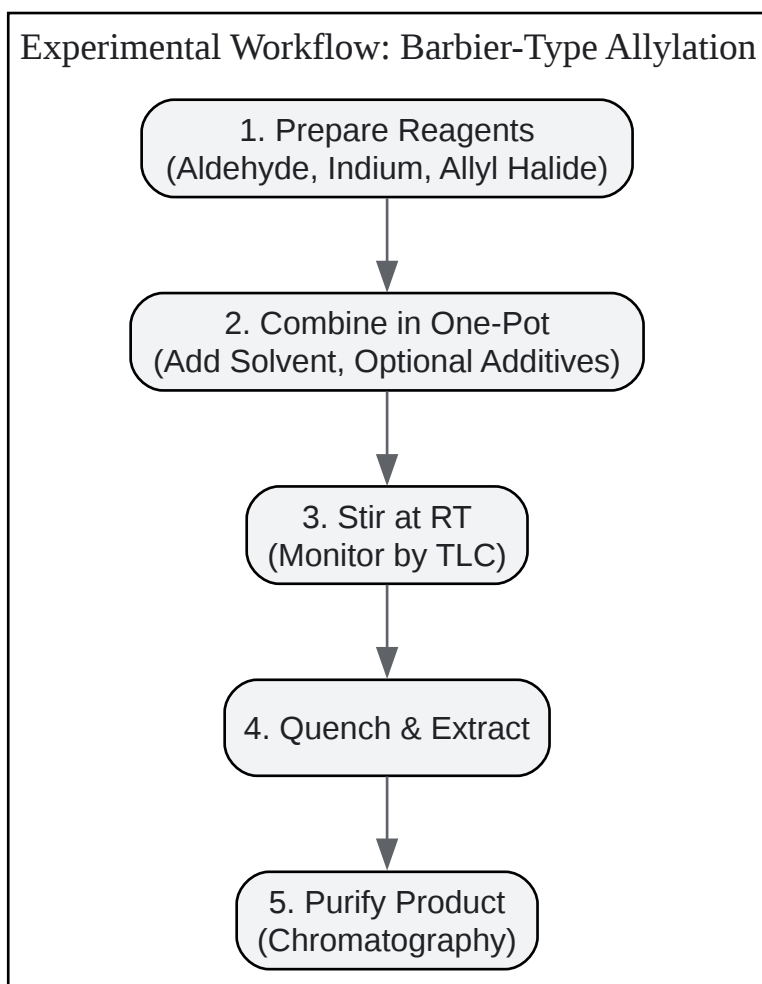 Experimental Workflow: Barbier-Type Allylation
1. Prepare Reagents
(Aldehyde, Indium, Allyl Halide)
2. Combine in One-Pot
(Add Solvent, Optional Additives)
3. Stir at RT
(Monitor by TLC)
4. Quench & Extract
5. Purify Product
(Chromatography)